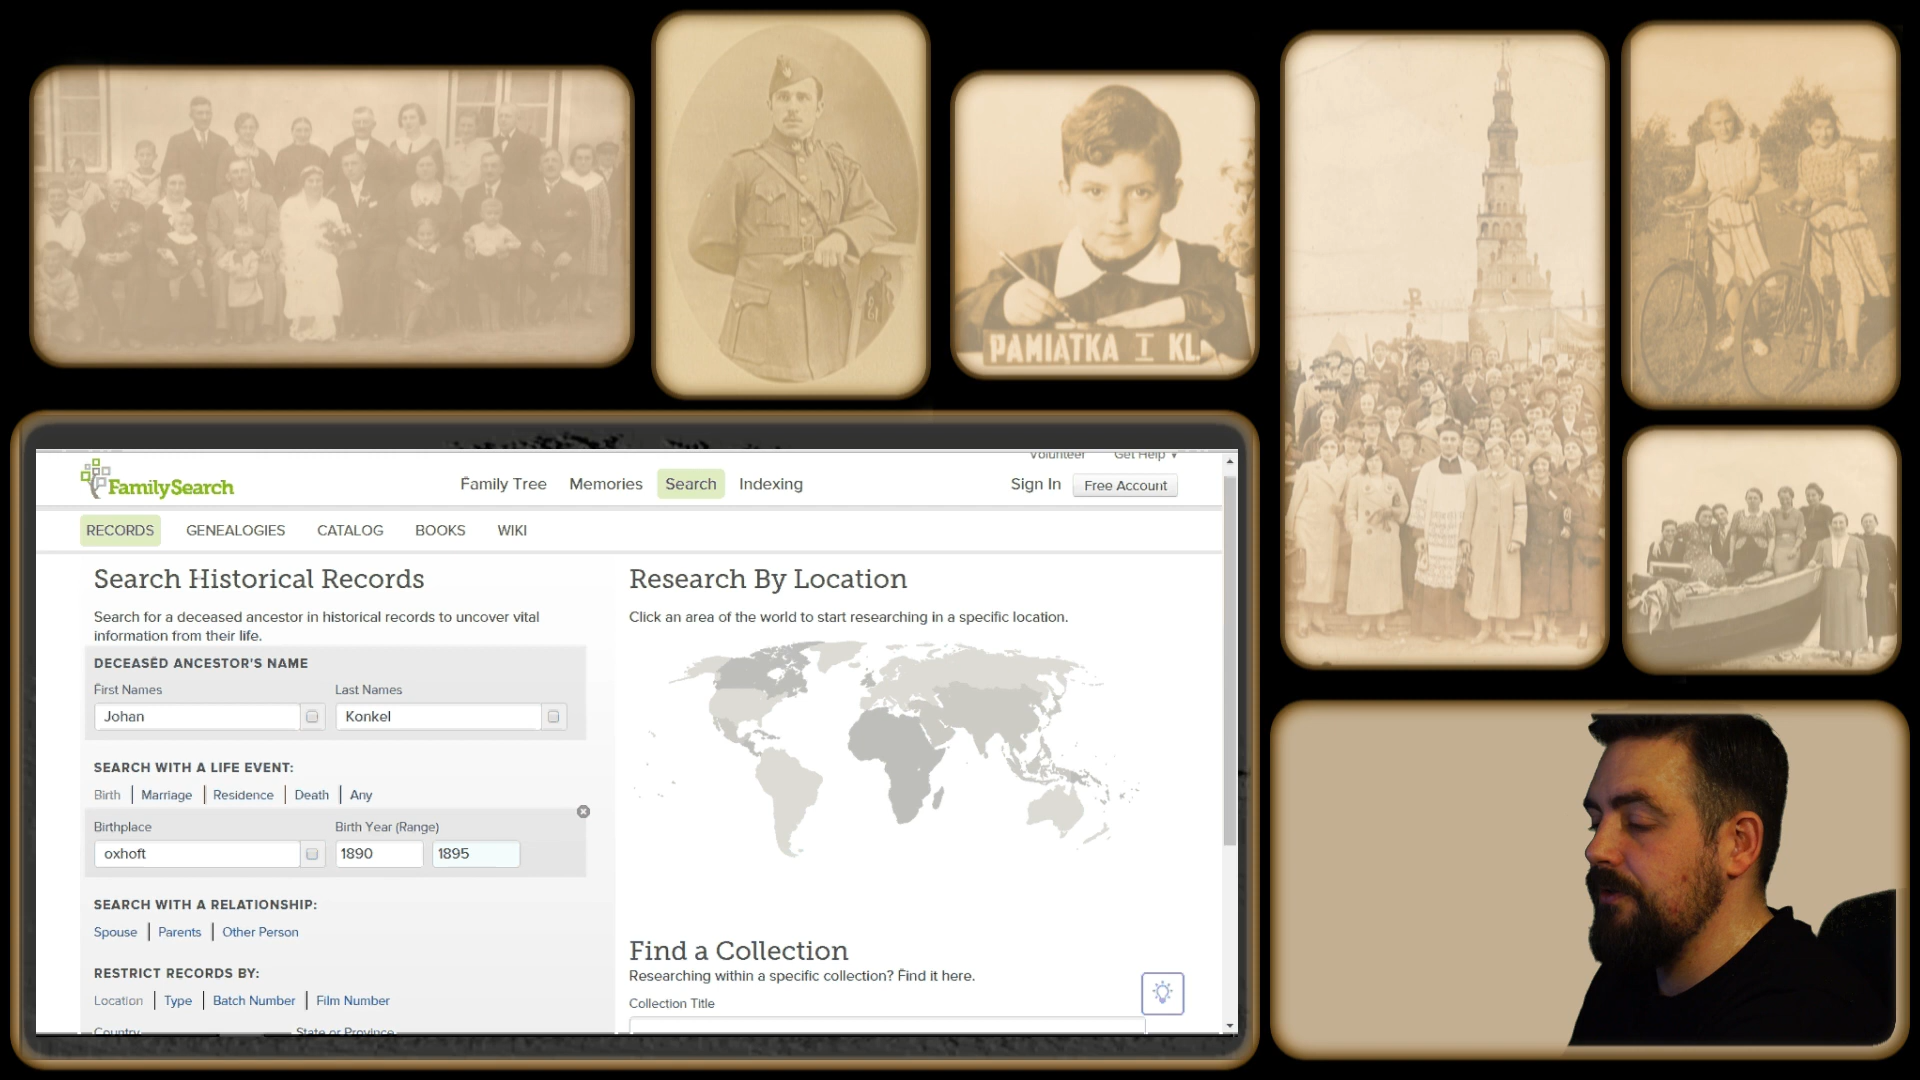 PAMIATKA I KL.
Volunteer Get Help
FamilySearch
Family Tree Memories Search Indexing
Sign In Free Account
RECORDS GENEALOGIES CATALOG BOOKS WIKI
Search Historical Records
Search for a deceased ancestor in historical records to uncover vital
information from their life.
DECEASED ANCESTOR'S NAME
First Names Last Names
Johan Konkel
SEARCH WITH A LIFE EVENT:
Birth Marriage Residence Death Any
Birthplace Birth Year (Range)
oxhoft 1890 1895
SEARCH WITH A RELATIONSHIP:
Spouse Parents Other Person
RESTRICT RECORDS BY:
Location Type Batch Number Film Number
Country State or Province
Research By Location
Click an area of the world to start researching in a specific location.
Find a Collection
Researching within a specific collection? Find it here.
Collection Title